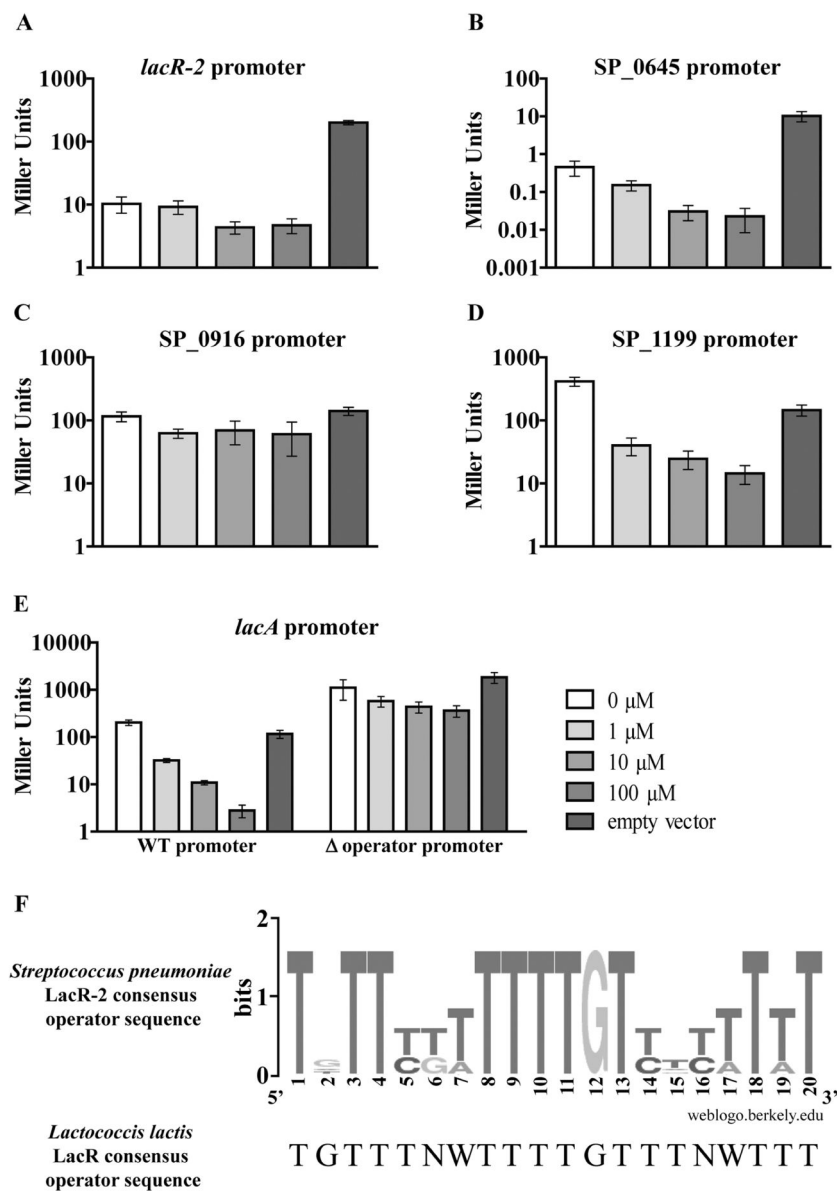 A
lacR-2 promoter
Miller Units
1000
100
10
1
B
SP_0645 promoter
Miller Units
100
10
1
0.1
0.01
0.001
C
SP_0916 promoter
Miller Units
1000
100
10
1
D
SP_1199 promoter
Miller Units
1000
100
10
1
E
lacA promoter
Miller Units
10000
1000
100
10
1
WT promoter
Δ operator promoter
0 μM
1 μM
10 μM
100 μM
empty vector
F
Streptococcus pneumoniae
LacR-2 consensus
operator sequence
bits
2
1
0
5'
1 2 3 4 5 6 7 8 9 10 11 12 13 14 15 16 17 18 19 20
3'
weblogo.berkely.edu
Lactococcis lactis
LacR consensus
operator sequence
T G T T T N W T T T T G T T T N W T T T